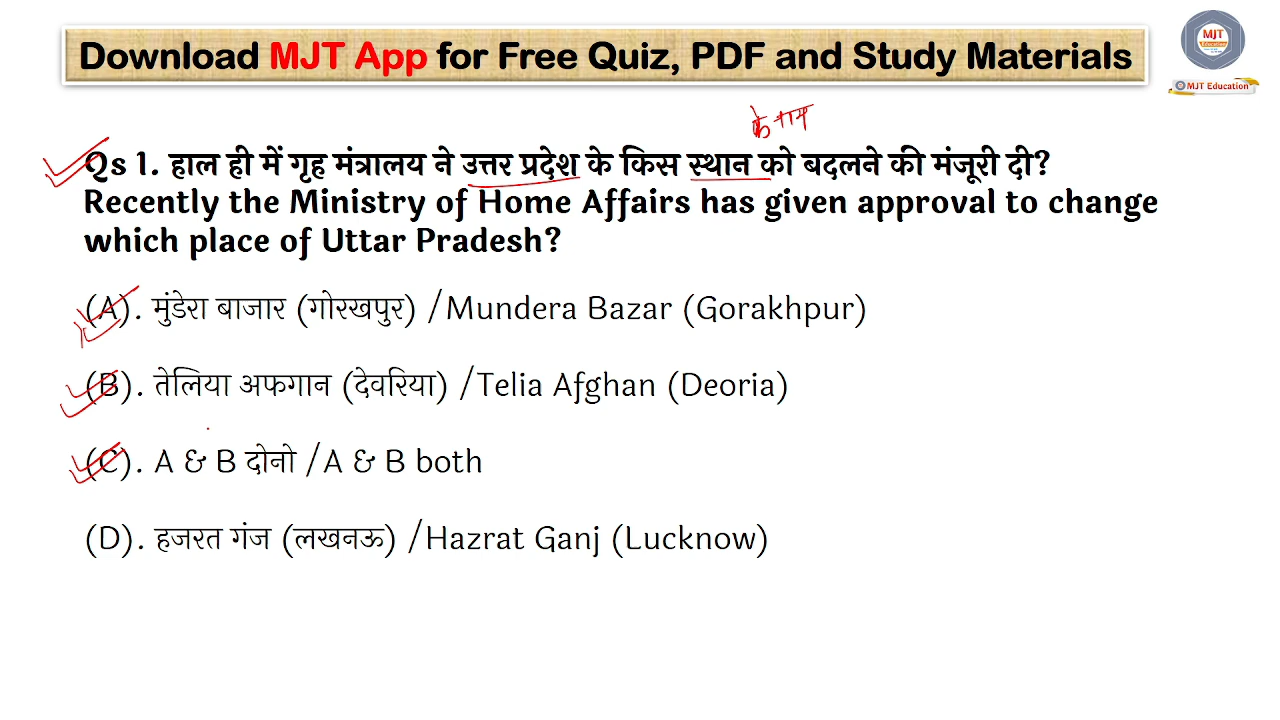 Download MJT App for Free Quiz, PDF and Study Materials
MJT
Education
MJT Education
के नाम
Qs 1. हाल ही में गृह मंत्रालय ने उत्तर प्रदेश के किस स्थान को बदलने की मंजूरी दी?
Recently the Ministry of Home Affairs has given approval to change
which place of Uttar Pradesh?
(A). मुंडेरा बाजार (गोरखपुर) /Mundera Bazar (Gorakhpur)
(B). तेलिया अफगान (देवरिया) /Telia Afghan (Deoria)
(C). A & B दोनो /A & B both
(D). हजरत गंज (लखनऊ) /Hazrat Ganj (Lucknow)